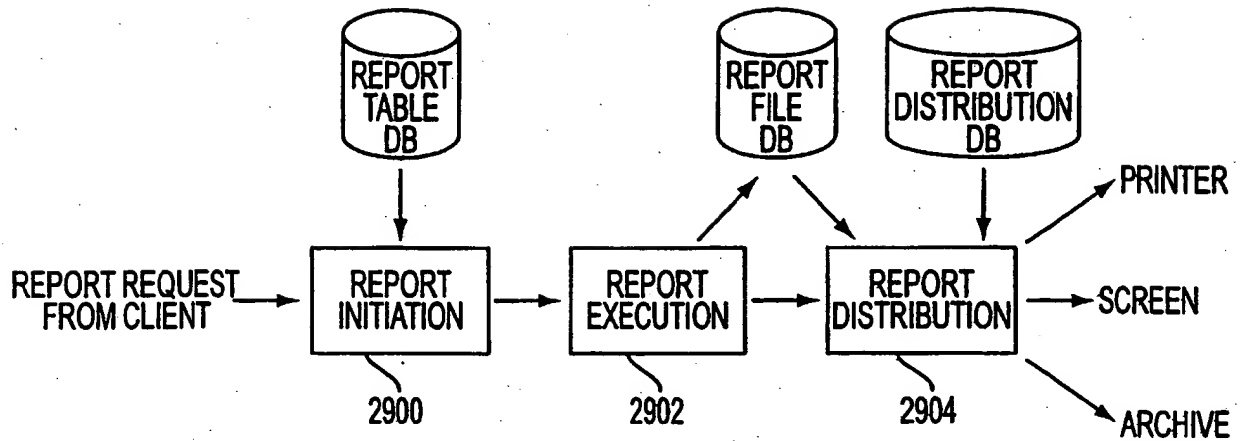 REPORT
TABLE
DB
REPORT
FILE
DB
REPORT
DISTRIBUTION
DB
PRINTER
REPORT REQUEST
FROM CLIENT
REPORT
INITIATION
REPORT
EXECUTION
REPORT
DISTRIBUTION
SCREEN
2900
2902
2904
ARCHIVE